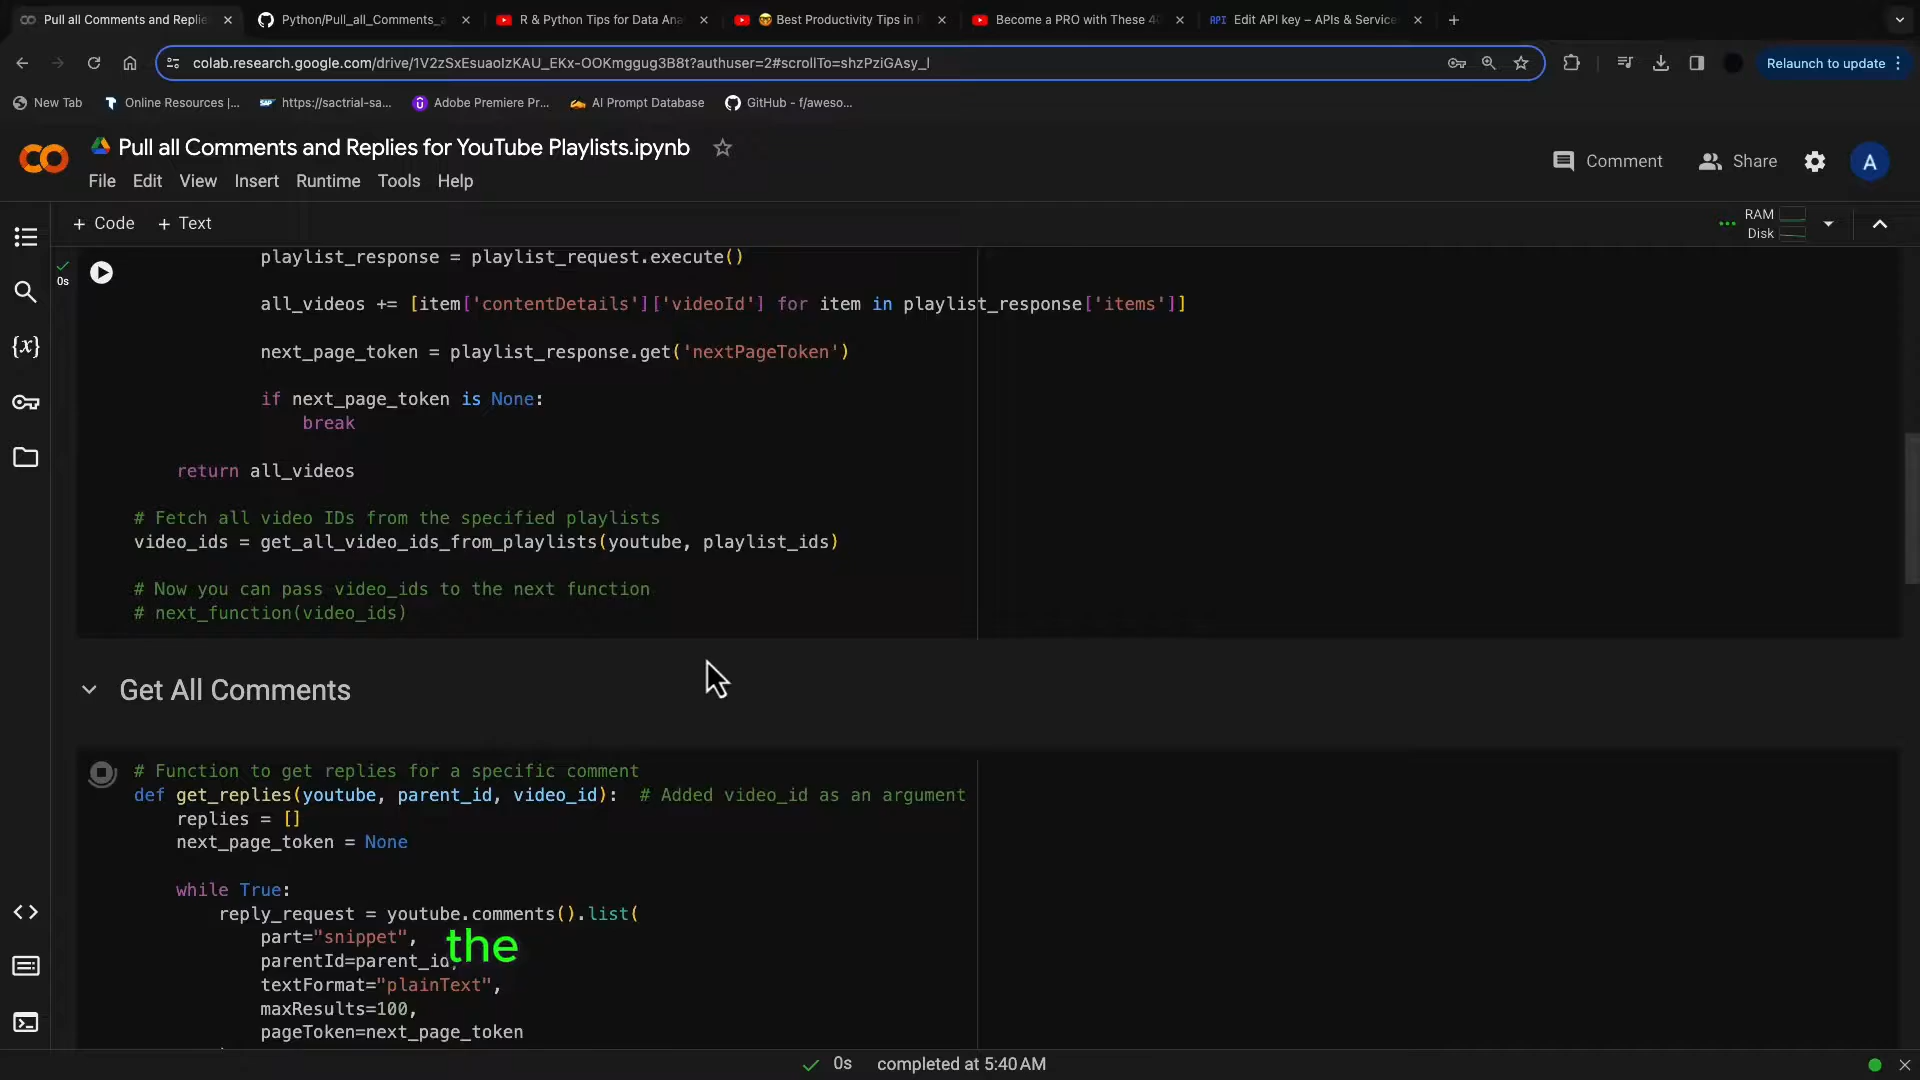 Pull all Comments and Replie
Python/Pull_all_Comments_
R & Python Tips for Data Ana
🤓 Best Productivity Tips in
Become a PRO with These 4
API Edit API key – APIs & Service
colab.research.google.com/drive/1V2zSxEsuaolzKAU_EKx-OOKmggug3B8t?authuser=2#scrollTo=shzPziGAsy_l
Relaunch to update
New Tab
Online Resources |...
https://sactrial-sa...
Adobe Premiere Pr...
AI Prompt Database
GitHub - f/aweso...
Pull all Comments and Replies for YouTube Playlists.ipynb
Comment
Share
A
File Edit View Insert Runtime Tools Help
+ Code + Text
RAM
Disk
0s
playlist_response = playlist_request.execute()
all_videos += [item['contentDetails']['videoId'] for item in playlist_response['items']]
next_page_token = playlist_response.get('nextPageToken')
if next_page_token is None:
break
return all_videos
# Fetch all video IDs from the specified playlists
video_ids = get_all_video_ids_from_playlists(youtube, playlist_ids)
# Now you can pass video_ids to the next function
# next_function(video_ids)
{x}
Get All Comments
# Function to get replies for a specific comment
def get_replies(youtube, parent_id, video_id): # Added video_id as an argument
replies = []
next_page_token = None
while True:
reply_request = youtube.comments().list(
part="snippet",
the
parentId=parent_id,
textFormat="plainText",
maxResults=100,
pageToken=next_page_token
0s completed at 5:40 AM